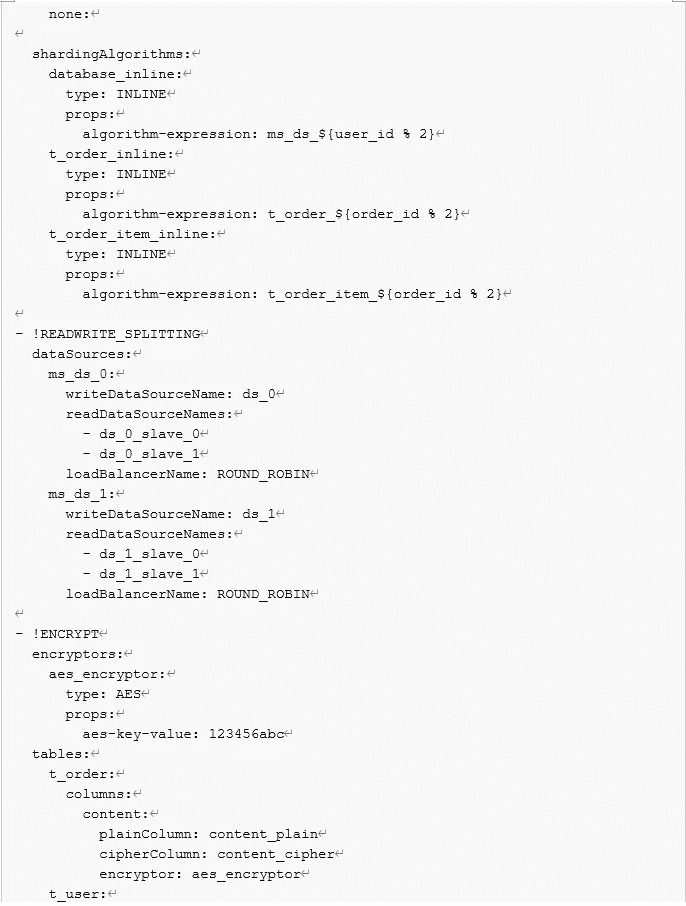 none:↵
↵
  shardingAlgorithms:↵
    database_inline:↵
      type: INLINE↵
      props:↵
        algorithm-expression: ms_ds_${user_id % 2}↵
    t_order_inline:↵
      type: INLINE↵
      props:↵
        algorithm-expression: t_order_${order_id % 2}↵
    t_order_item_inline:↵
      type: INLINE↵
      props:↵
        algorithm-expression: t_order_item_${order_id % 2}↵
↵
- !READWRITE_SPLITTING↵
  dataSources:↵
    ms_ds_0:↵
      writeDataSourceName: ds_0↵
      readDataSourceNames:↵
        - ds_0_slave_0↵
        - ds_0_slave_1↵
      loadBalancerName: ROUND_ROBIN↵
    ms_ds_1:↵
      writeDataSourceName: ds_1↵
      readDataSourceNames:↵
        - ds_1_slave_0↵
        - ds_1_slave_1↵
      loadBalancerName: ROUND_ROBIN↵
↵
- !ENCRYPT↵
  encryptors:↵
    aes_encryptor:↵
      type: AES↵
      props:↵
        aes-key-value: 123456abc↵
  tables:↵
    t_order:↵
      columns:↵
        content:↵
          plainColumn: content_plain↵
          cipherColumn: content_cipher↵
          encryptor: aes_encryptor↵
    t_user:↵